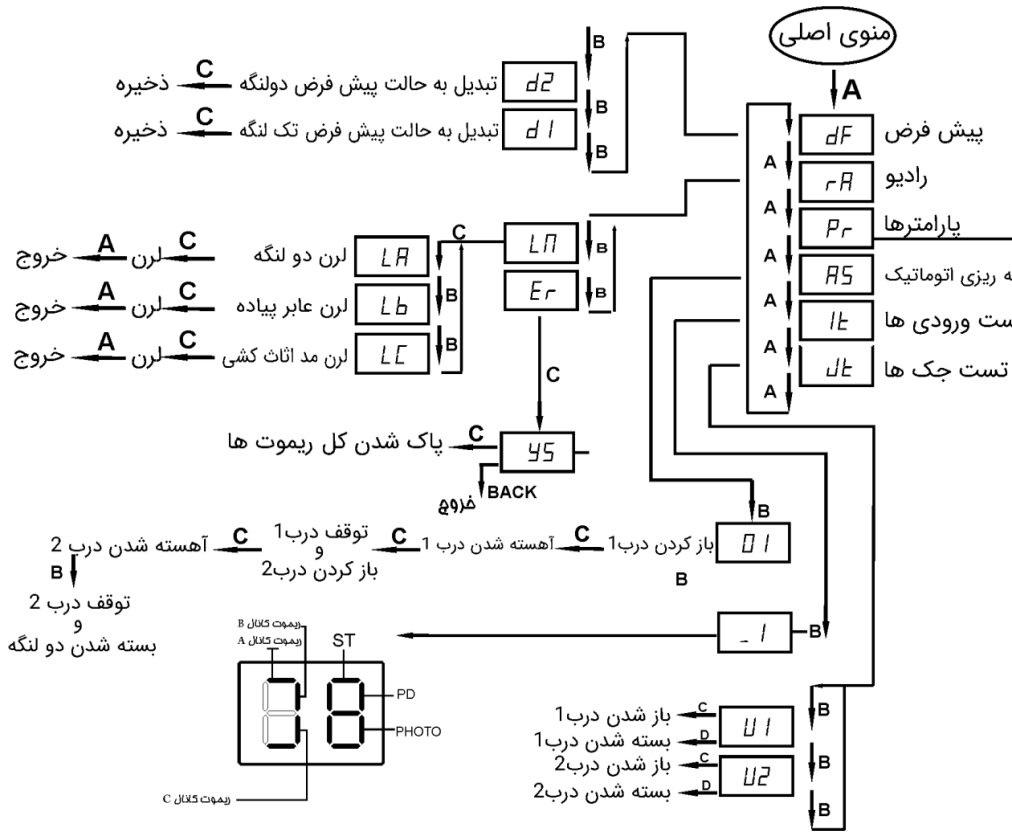 منوی اصلی
A
dF پیش فرض
A
rA رادیو
A
Pr پارامترها
A
AS ه ریزی اتوماتیک
A
It ست ورودی ها
A
Jt تست جک ها
A
B
d2 تبدیل به حالت پیش فرض دولنگه C ذخیره
B
d1 تبدیل به حالت پیش فرض تک لنگه C ذخیره
B
LN
B
Er
B
C
LA لرن دو لنگه C لرن A خروج
B
Lb لرن عابر پیاده C لرن A خروج
B
LC لرن مد اثاث کشی C لرن A خروج
C
YS C پاک شدن کل ریموت ها
BACK
خروج
B
01 باز کردن درب1 C آهسته شدن درب 1 C توقف درب1
و
باز کردن درب2
C آهسته شدن درب 2
B
B
توقف درب 2
و
بسته شدن دو لنگه
B
_1
ریموت کانال B
ریموت کانال A
ST
PD
PHOTO
ریموت کانال C
B
U1
C باز شدن درب1
D بسته شدن درب1
B
U2
C باز شدن درب2
D بسته شدن درب2
B